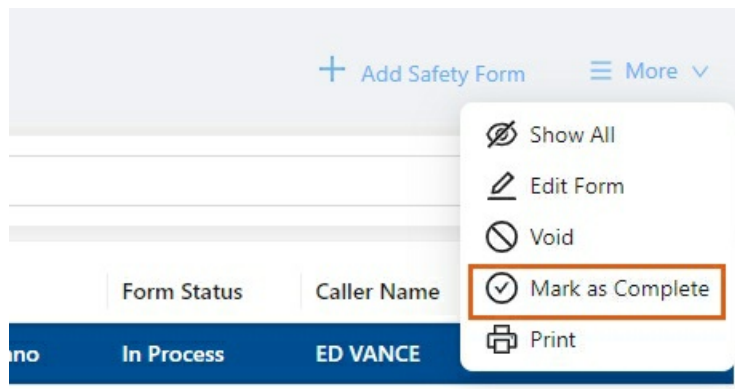 Add Safety Form More
Show All
Edit Form
Void
Mark as Complete
Print
Form Status Caller Name
In Process ED VANCE